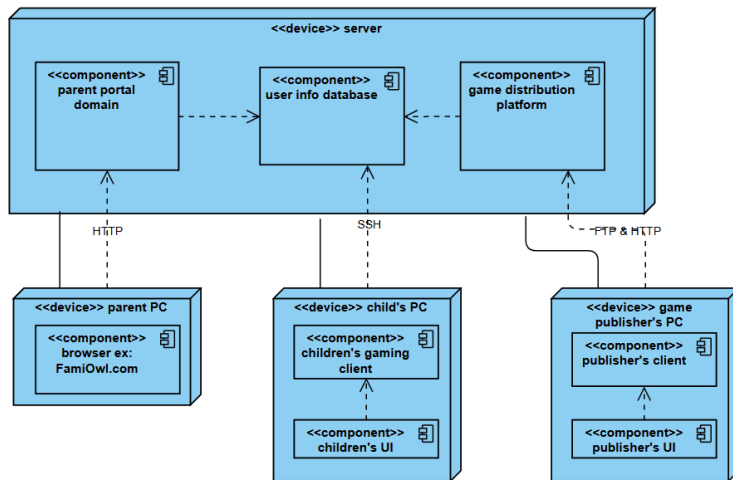 <<device>> server
<<component>>
parent portal
domain
<<component>>
user info database
<<component>>
game distribution
platform
HTTP
SSH
FTP & HTTP
<<device>> parent PC
<<component>>
browser ex:
FamiOwl.com
<<device>> child's PC
<<component>>
children's gaming
client
<<component>>
children's UI
<<device>> game
publisher's PC
<<component>>
publisher's client
<<component>>
publisher's UI